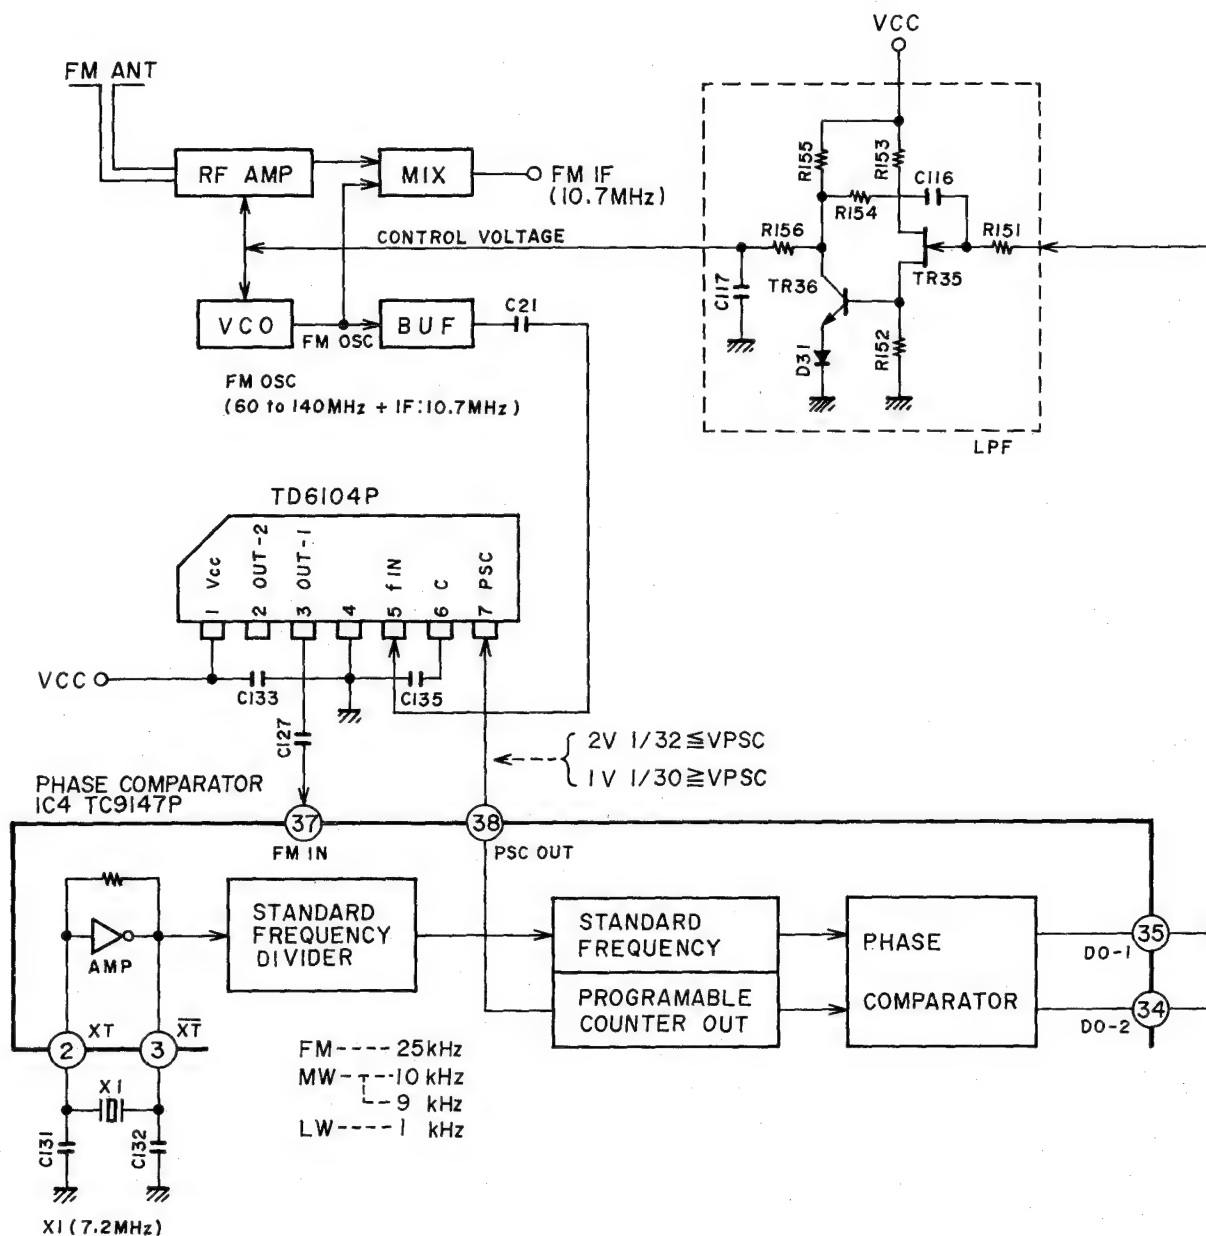 VCC
FM ANT
RF AMP
MIX
FM IF
(10.7MHz)
R155
R153
C116
R154
R156
R151
CONTROL VOLTAGE
C117
TR36
TR35
VCO
FM OSC
BUF
C21
D31
R152
FM OSC
(60 to 140MHz + IF:10.7MHz)
LPF
TD6104P
Vcc
OUT-2
OUT-1
fIN
C
PSC
1
2
3
4
5
6
7
VCC
C133
C135
C127
2V 1/32≦VPSC
1V 1/30≧VPSC
PHASE COMPARATOR
IC4 TC9147P
37
38
FM IN
PSC OUT
AMP
STANDARD
FREQUENCY
DIVIDER
STANDARD
FREQUENCY
PROGRAMABLE
COUNTER OUT
PHASE
COMPARATOR
35
DO-1
34
DO-2
2
XT
3
XT
X1
C131
C132
FM---- 25kHz
MW----10 kHz
--9 kHz
LW---- 1 kHz
X1 (7.2MHz)